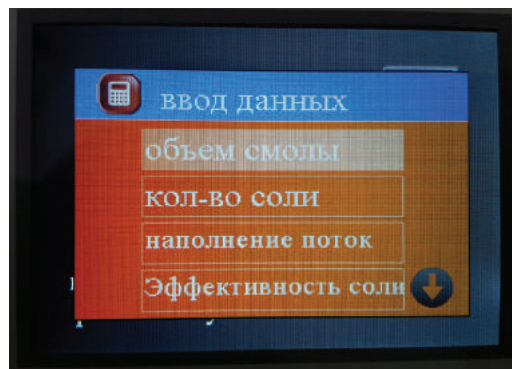 ввод данных
объем смолы
кол-во соли
наполнение поток
Эффективность соли